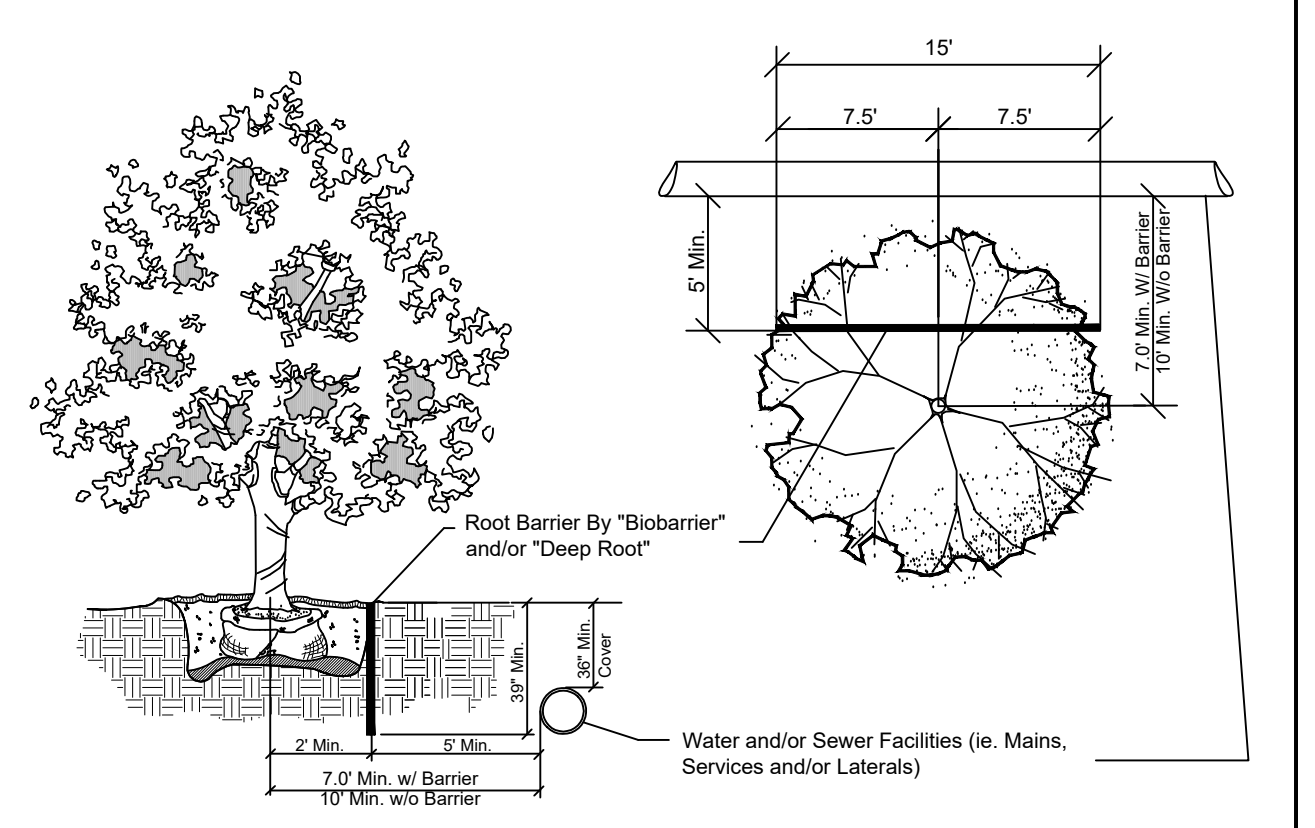 15'
7.5'
7.5'
5' Min.
7.0' Min. W/ Barrier
10' Min. W/o Barrier
Root Barrier By "Biobarrier"
and/or "Deep Root"
39" Min.
36" Min.
Cover
2' Min.
5' Min.
7.0' Min. w/ Barrier
10' Min. w/o Barrier
Water and/or Sewer Facilities (ie. Mains,
Services and/or Laterals)